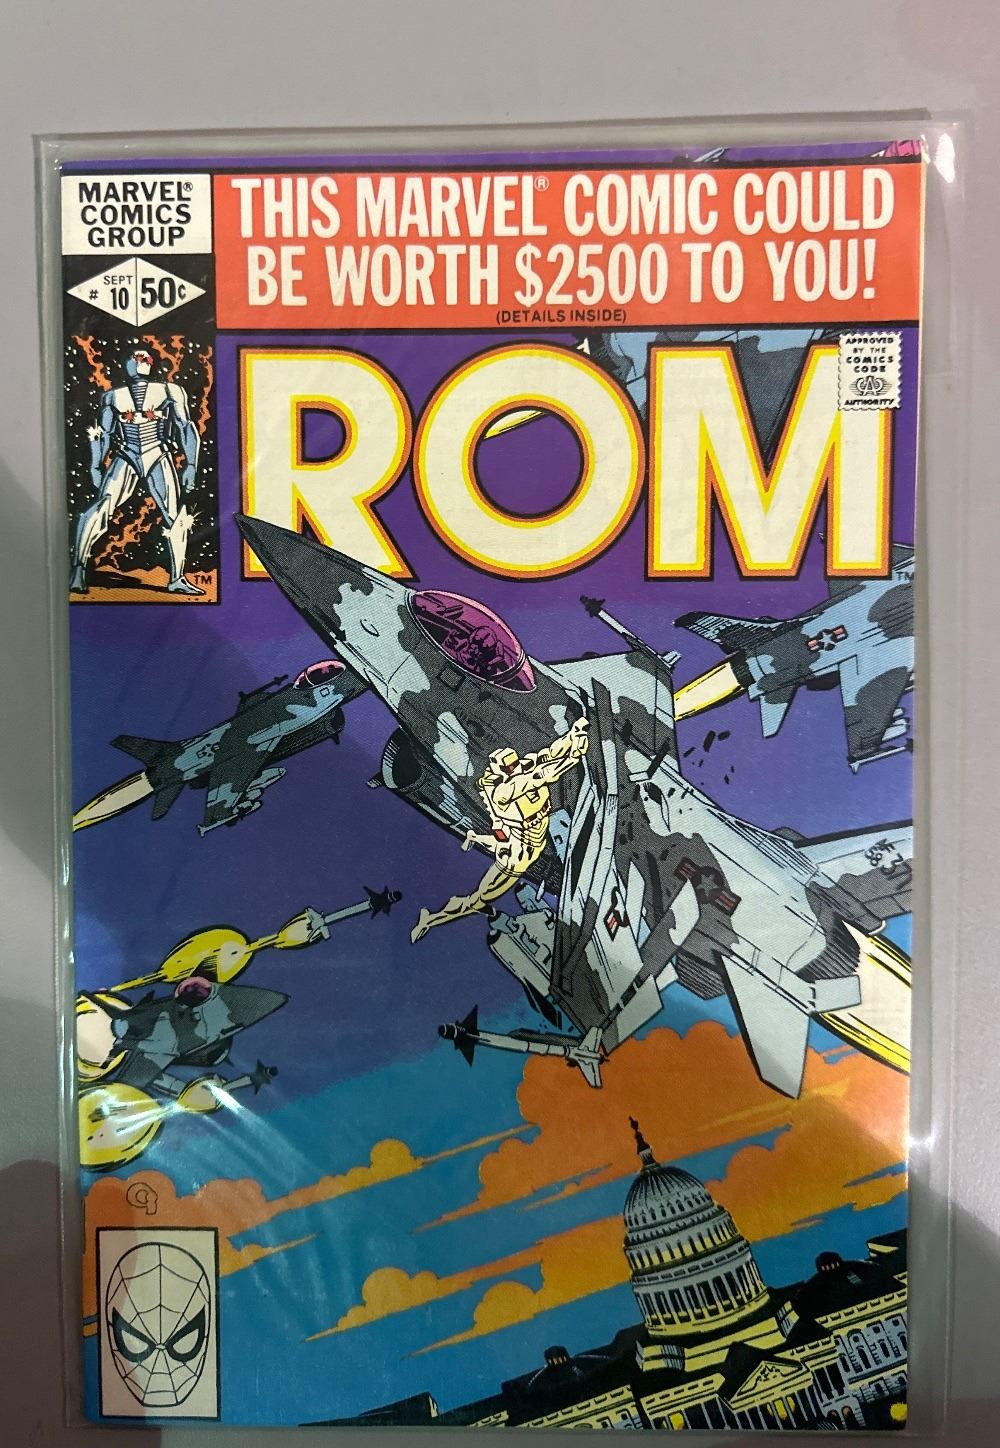 MARVEL®
COMICS
GROUP
SEPT
# 10
50¢
THIS MARVEL® COMIC COULD
BE WORTH $2500 TO YOU!
(DETAILS INSIDE)
APPROVED
BY THE
COMICS
CODE
CA
AUTHORITY
ROM
TM
TM